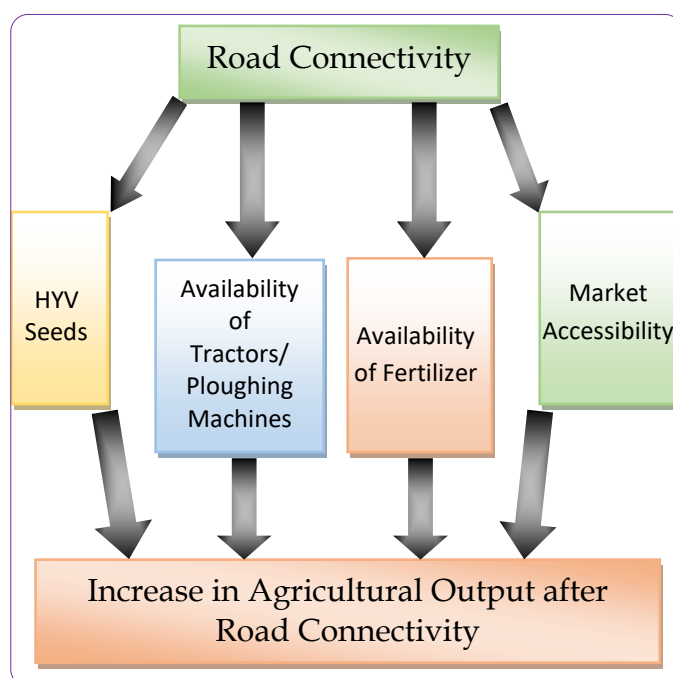 Road Connectivity
HYV
Seeds
Availability
of
Tractors/
Ploughing
Machines
Availability
of Fertilizer
Market
Accessibility
Increase in Agricultural Output after
Road Connectivity